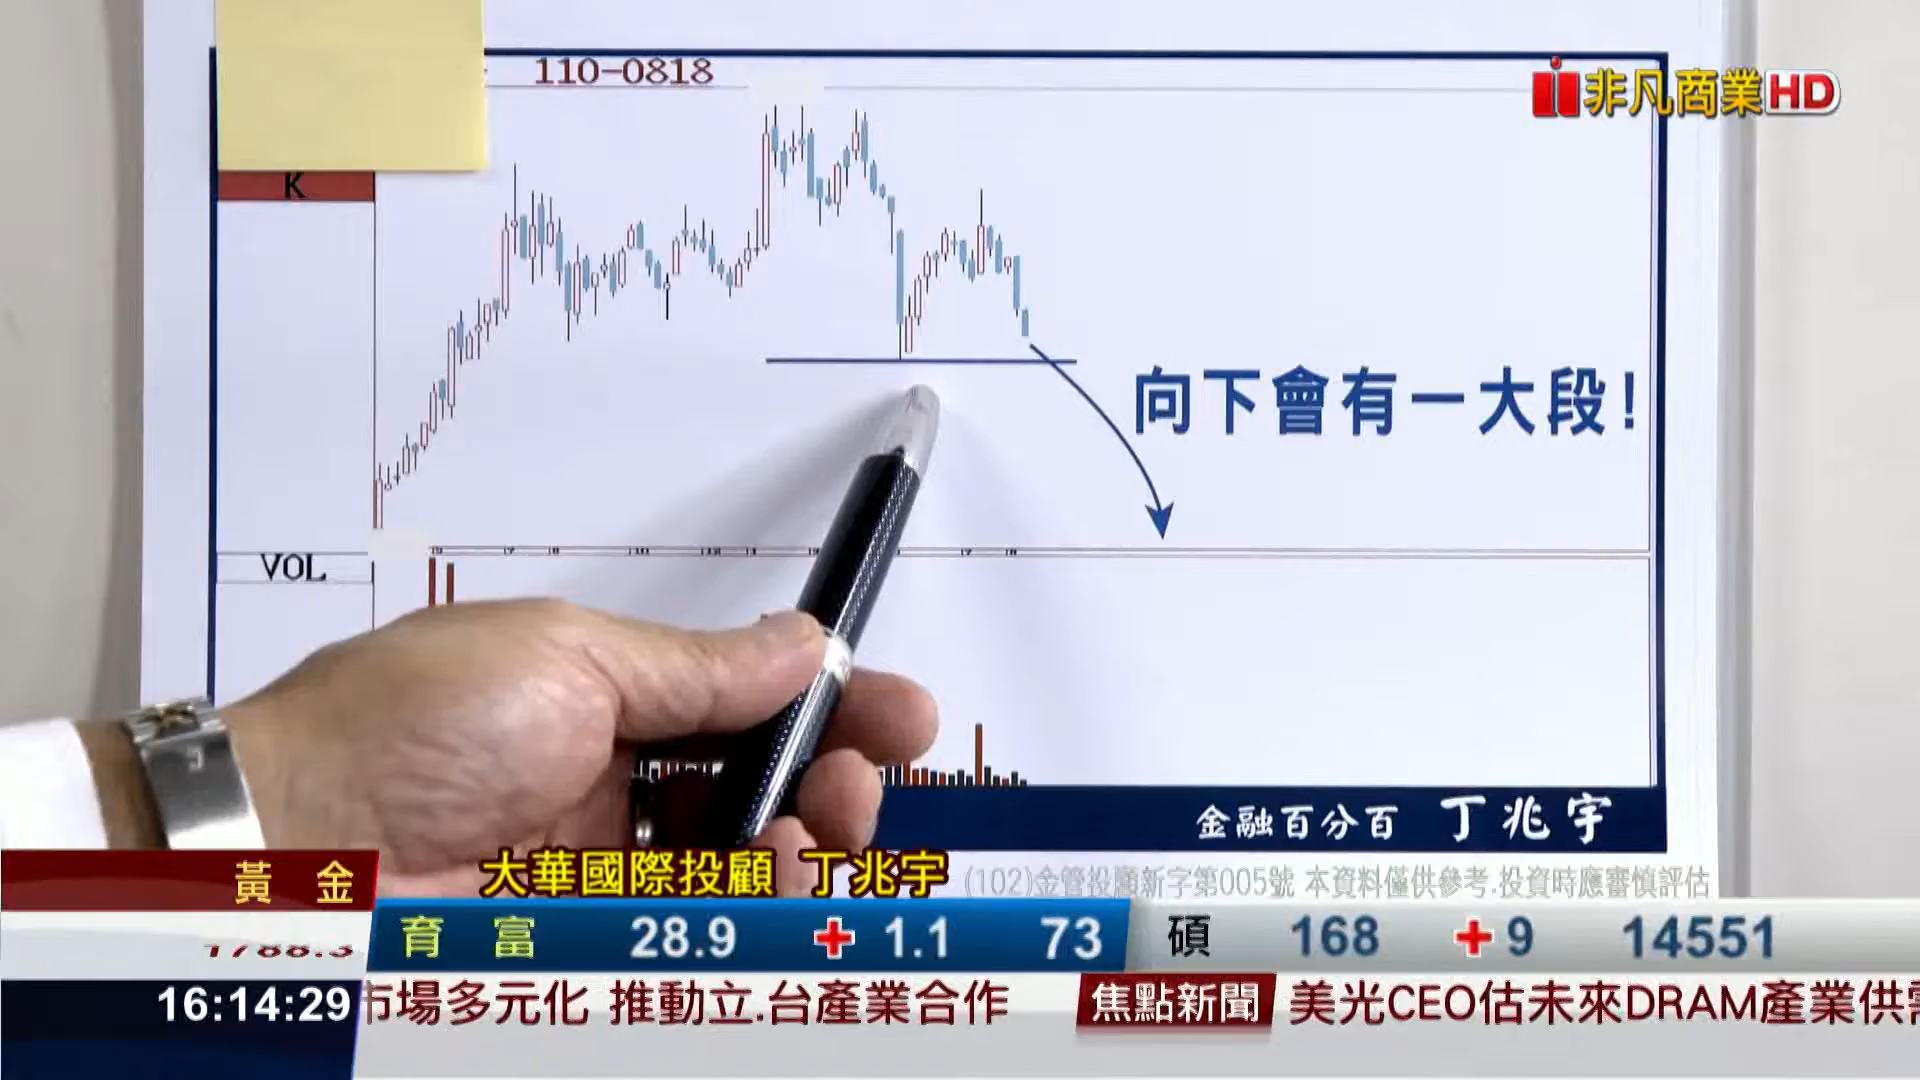 110-0818
非凡商業HD
K
向下會有一大段!
VOL
金融百分百 丁兆宇
大華國際投顧 丁兆宇
(102)金管投顧新字第005號 本資料僅供參考.投資時應審慎評估
黃金
1788.3
育富 28.9 + 1.1 73
碩 168 + 9 14551
16:14:29
市場多元化 推動立.台產業合作
焦點新聞 美光CEO估未來DRAM產業供需